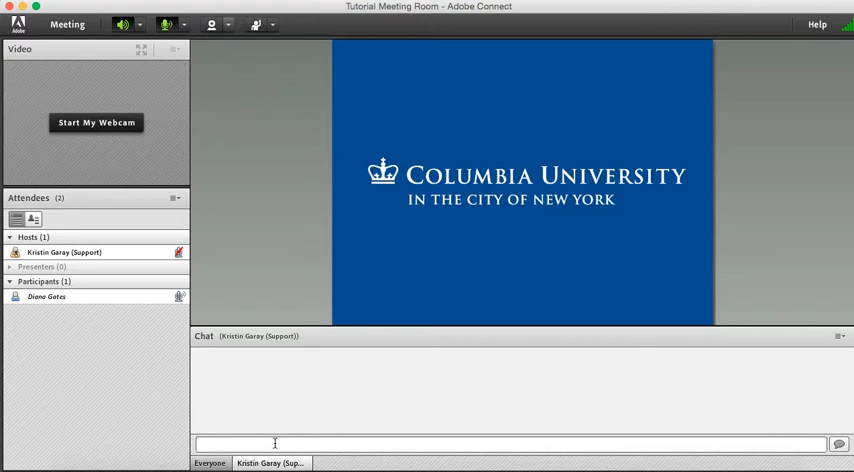 Tutorial Meeting Room - Adobe Connect
Adobe
Meeting
Help
Video
Start My Webcam
Attendees (2)
Hosts (1)
Kristin Garay (Support)
Presenters (0)
Participants (1)
Diana Gates
COLUMBIA UNIVERSITY
IN THE CITY OF NEW YORK
Chat (Kristin Garay (Support))
Everyone
Kristin Garay (Sup...